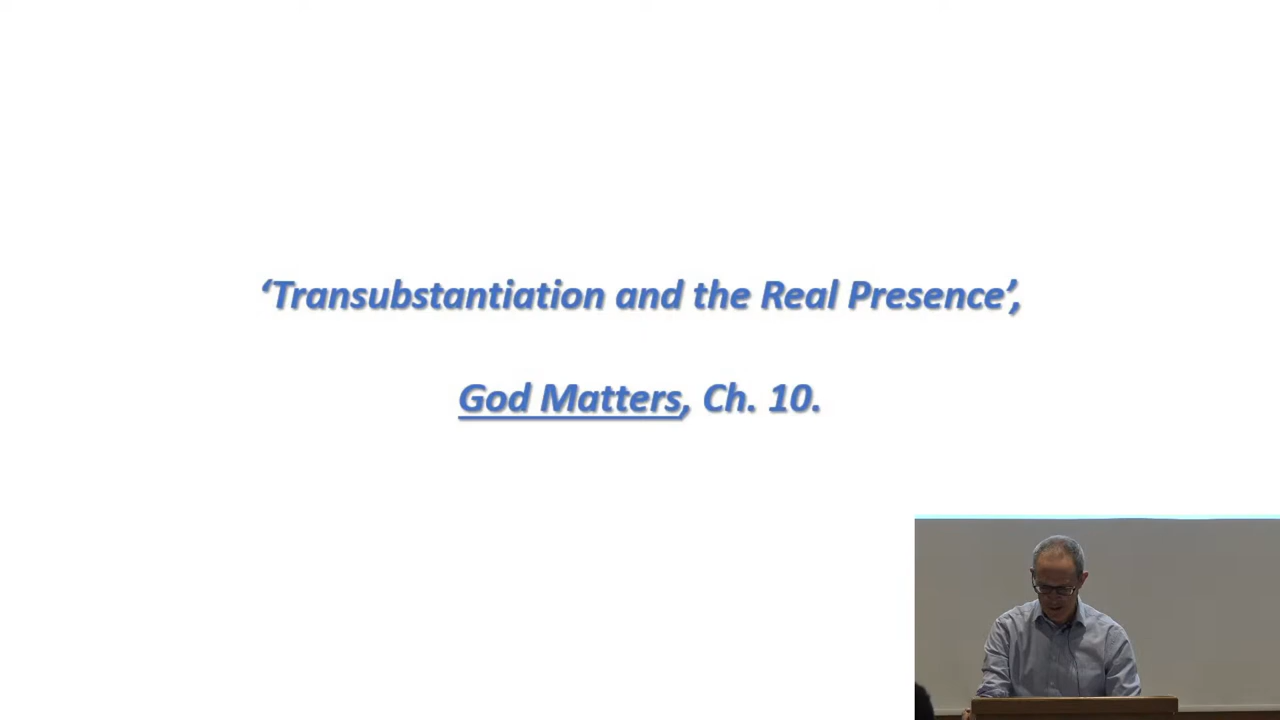 ‘Transubstantiation and the Real Presence’,
God Matters, Ch. 10.